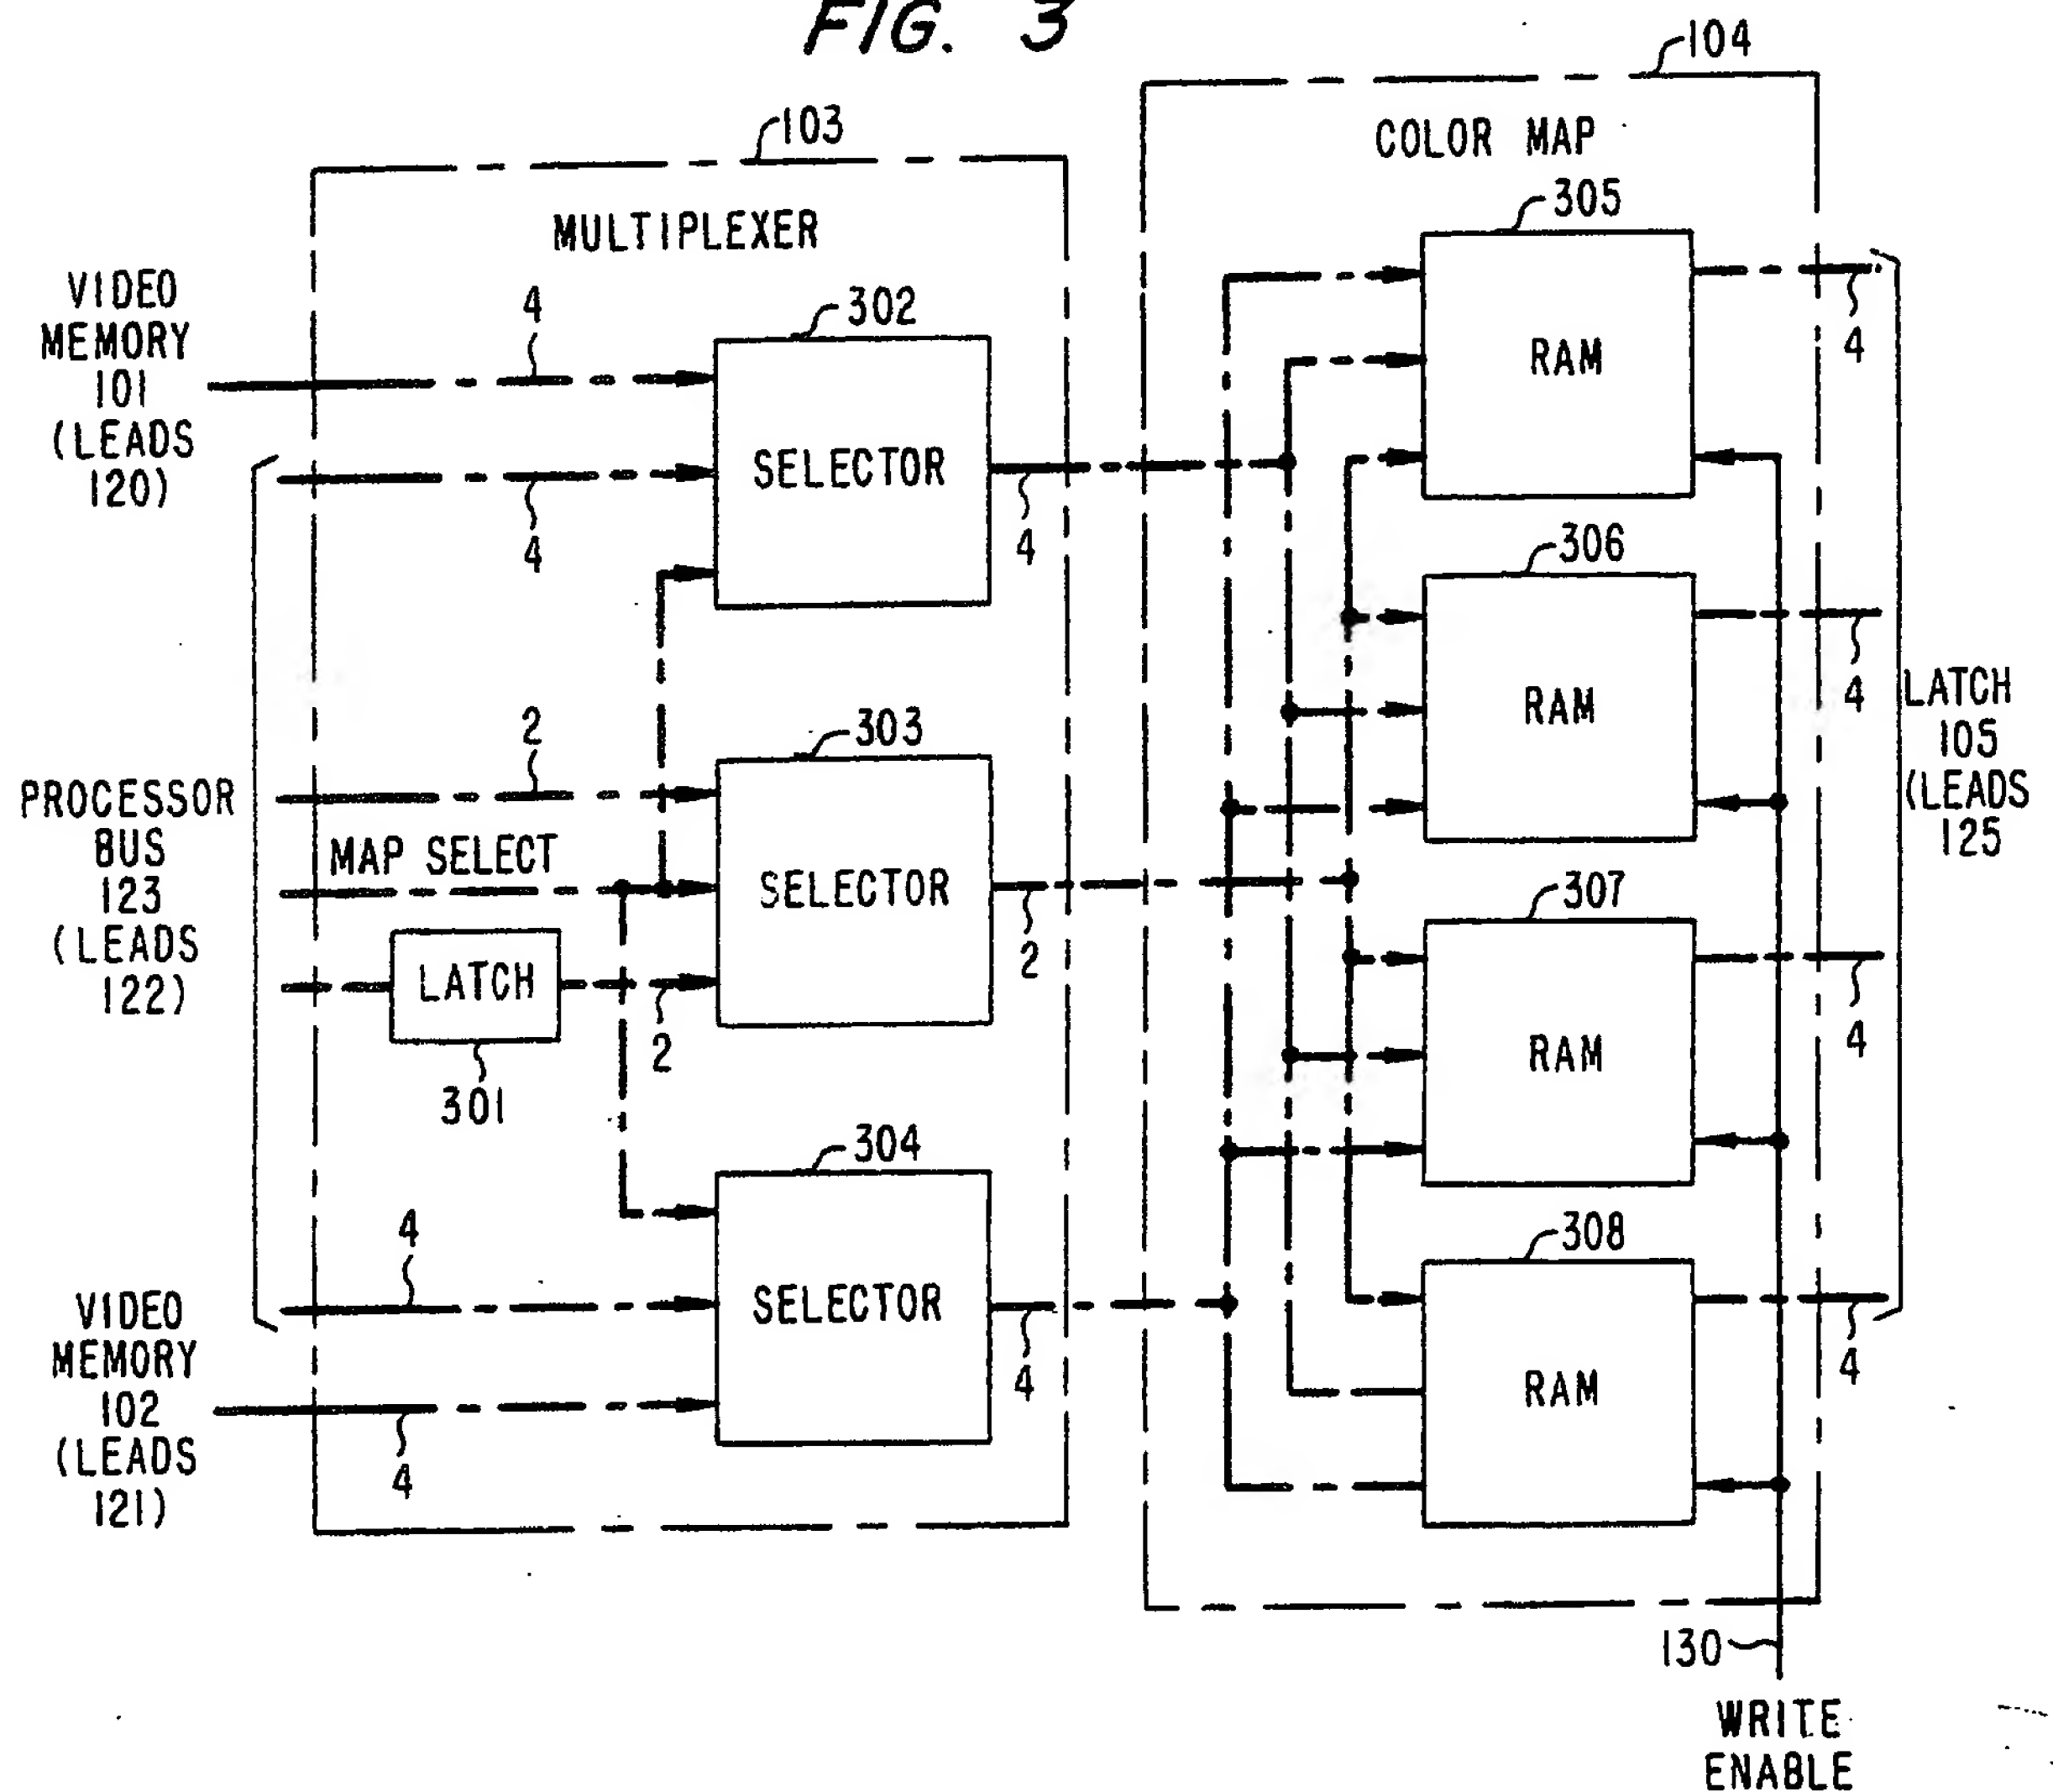 FIG. 3
104
103
COLOR MAP
MULTIPLEXER
305
VIDEO
MEMORY
101
(LEADS
120)
4
302
RAM
4
SELECTOR
4
4
306
RAM
4
2
303
PROCESSOR
BUS
123
(LEADS
122)
MAP SELECT
SELECTOR
2
LATCH
301
2
LATCH
105
(LEADS
125
307
RAM
4
304
4
SELECTOR
4
308
RAM
4
VIDEO
MEMORY
102
(LEADS
121)
4
130
WRITE
ENABLE